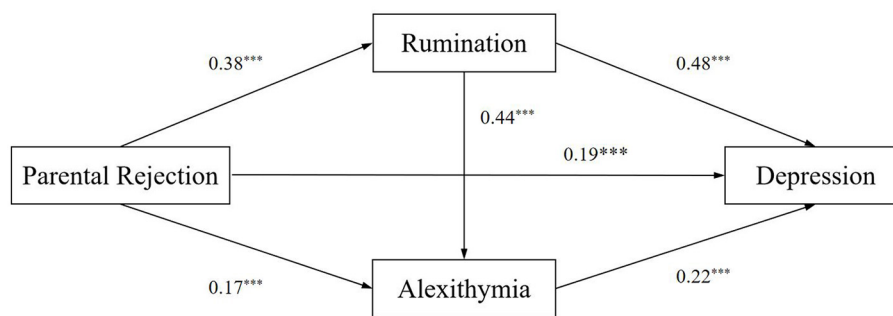 Rumination
0.38***
0.48***
0.44***
0.19***
Parental Rejection
Depression
0.17***
Alexithymia
0.22***